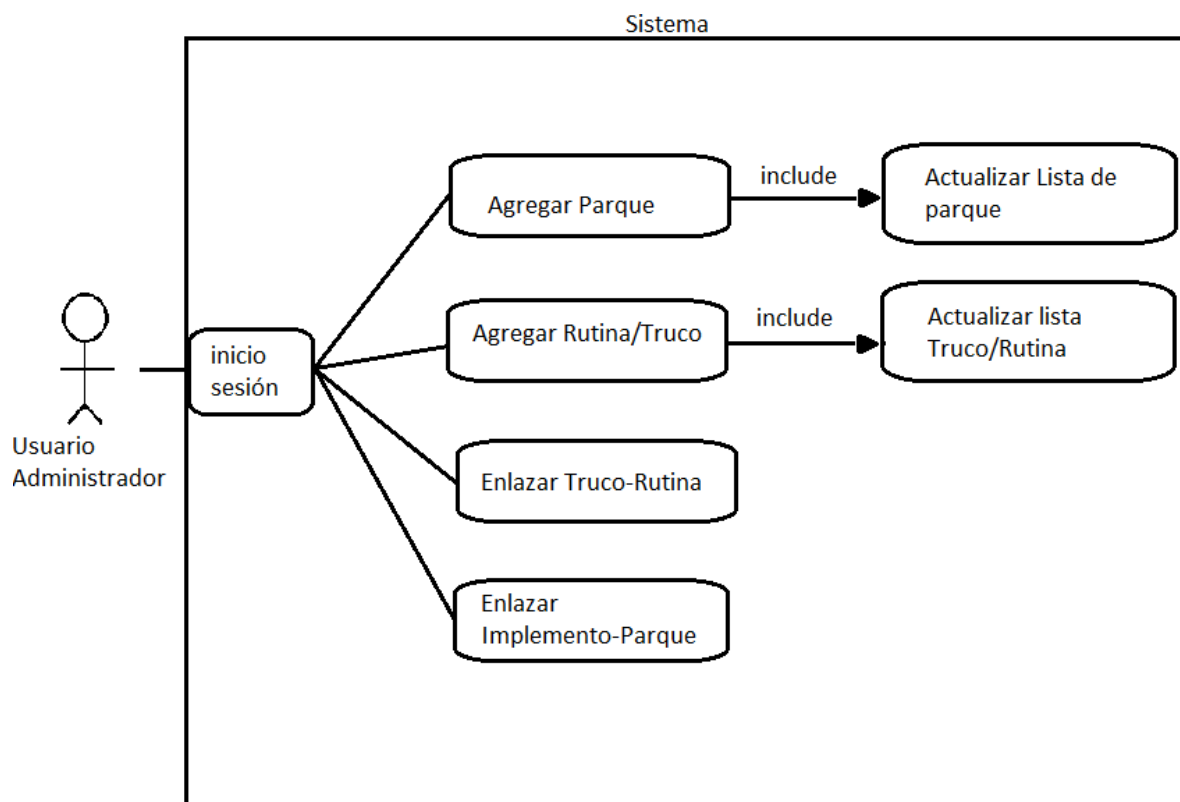 Sistema
Agregar Parque
include
Actualizar Lista de
parque
Agregar Rutina/Truco
include
Actualizar lista
Truco/Rutina
inicio
sesión
Usuario
Administrador
Enlazar Truco-Rutina
Enlazar
Implemento-Parque